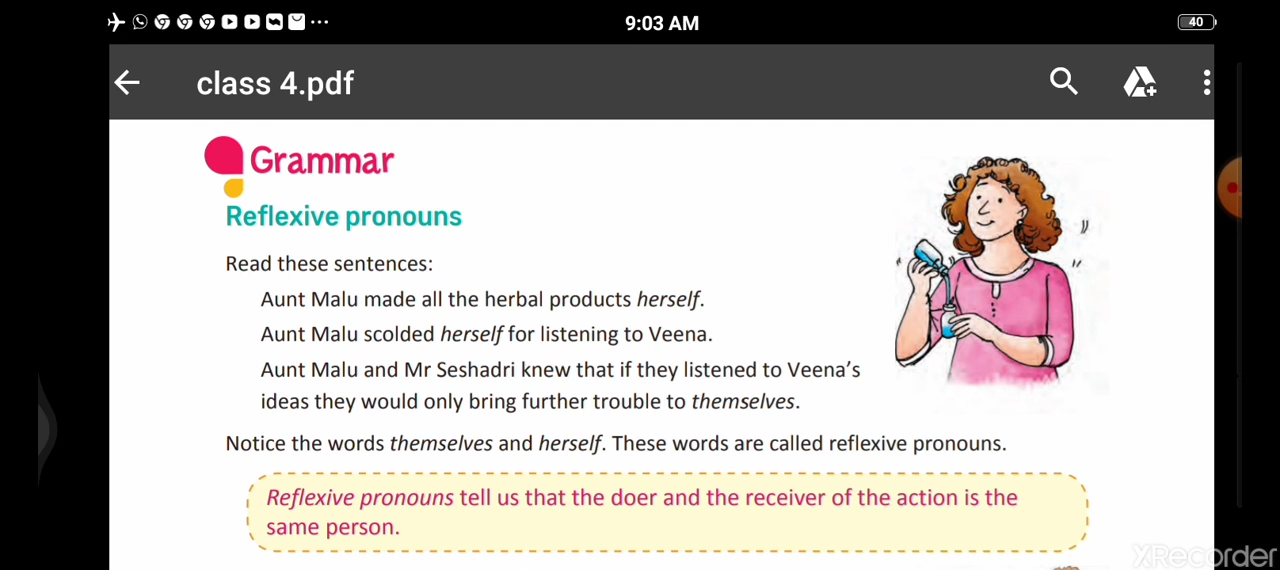 9:03 AM
40
class 4.pdf
Grammar
Reflexive pronouns
Read these sentences:
Aunt Malu made all the herbal products herself.
Aunt Malu scolded herself for listening to Veena.
Aunt Malu and Mr Seshadri knew that if they listened to Veena’s
ideas they would only bring further trouble to themselves.
Notice the words themselves and herself. These words are called reflexive pronouns.
Reflexive pronouns tell us that the doer and the receiver of the action is the
same person.
XRecorder